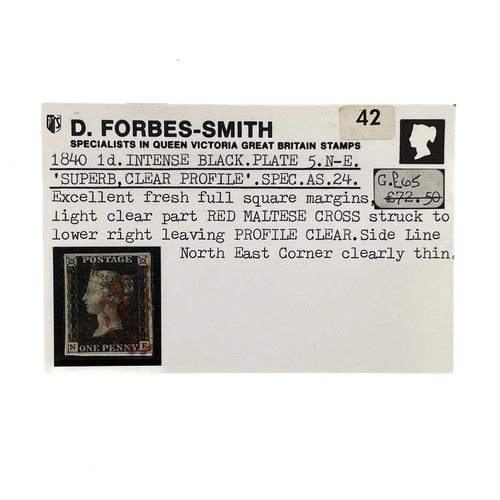 PTS D. FORBES-SMITH 42
SPECIALISTS IN QUEEN VICTORIA GREAT BRITAIN STAMPS
1840 1d.INTENSE BLACK.PLATE 5.N-E.
'SUPERB,CLEAR PROFILE'.SPEC.AS.24.
G.£65
£72.50
Excellent fresh full square margins,
light clear part RED MALTESE CROSS struck to
lower right leaving PROFILE CLEAR.Side Line
North East Corner clearly thin.
POSTAGE
N ONE PENNY E